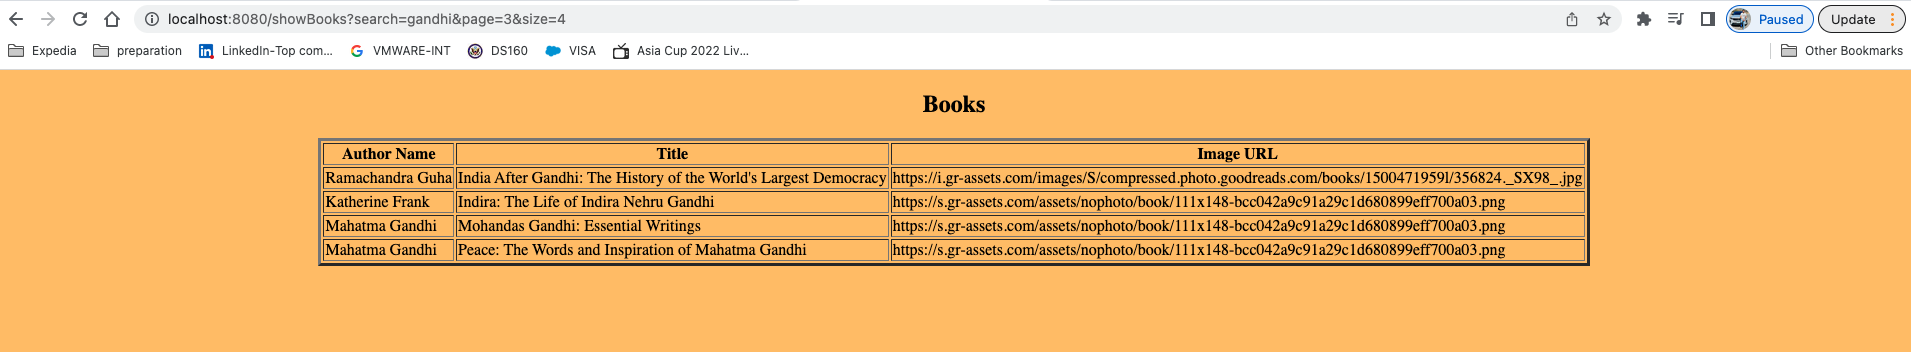 localhost:8080/showBooks?search=gandhi&page=3&size=4 Paused Update
Expedia preparation LinkedIn-Top com... VMWARE-INT DS160 VISA Asia Cup 2022 Liv... Other Bookmarks
Books
Author Name Title Image URL
Ramachandra Guha India After Gandhi: The History of the World's Largest Democracy https://i.gr-assets.com/images/S/compressed.photo.goodreads.com/books/1500471959l/356824._SX98_.jpg
Katherine Frank Indira: The Life of Indira Nehru Gandhi https://s.gr-assets.com/assets/nophoto/book/111x148-bcc042a9c91a29c1d680899eff700a03.png
Mahatma Gandhi Mohandas Gandhi: Essential Writings https://s.gr-assets.com/assets/nophoto/book/111x148-bcc042a9c91a29c1d680899eff700a03.png
Mahatma Gandhi Peace: The Words and Inspiration of Mahatma Gandhi https://s.gr-assets.com/assets/nophoto/book/111x148-bcc042a9c91a29c1d680899eff700a03.png